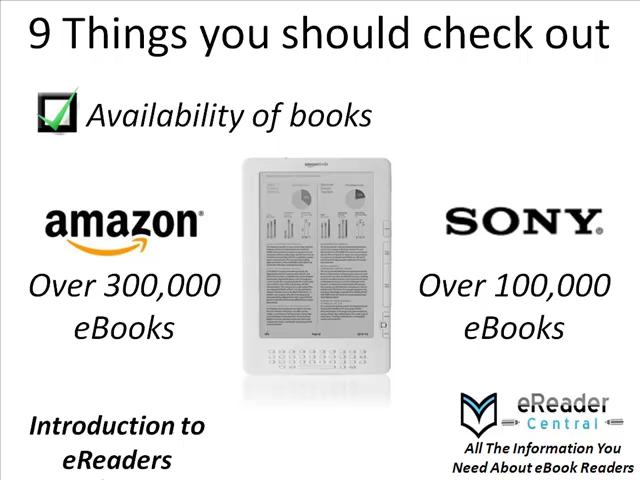 9 Things you should check out
Availability of books
amazon®
Over 300,000
eBooks
SONY®
Over 100,000
eBooks
Introduction to
eReaders
eReader
Central
All The Information You
Need About eBook Readers